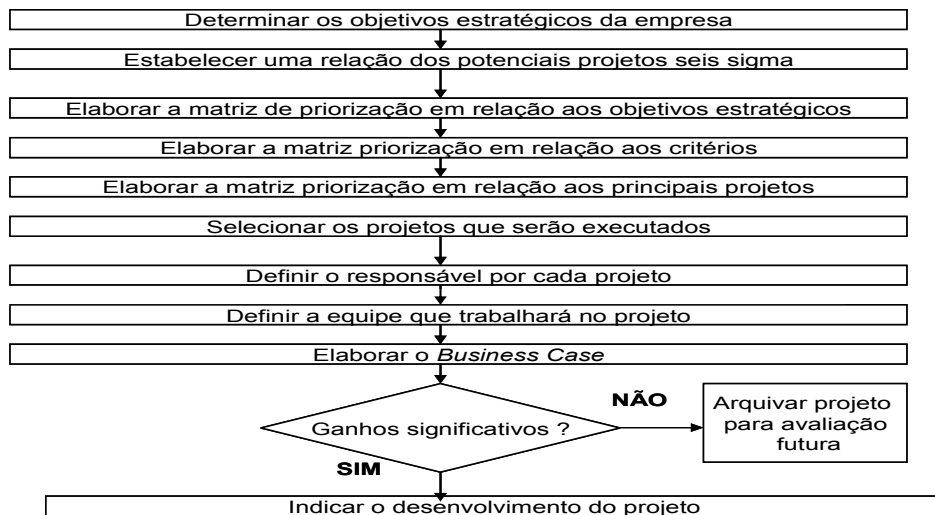 Determinar os objetivos estratégicos da empresa
Estabelecer uma relação dos potenciais projetos seis sigma
Elaborar a matriz de priorização em relação aos objetivos estratégicos
Elaborar a matriz priorização em relação aos critérios
Elaborar a matriz priorização em relação aos principais projetos
Selecionar os projetos que serão executados
Definir o responsável por cada projeto
Definir a equipe que trabalhará no projeto
Elaborar o Business Case
Ganhos significativos ?
NÃO
Arquivar projeto
para avaliação
futura
SIM
Indicar o desenvolvimento do projeto